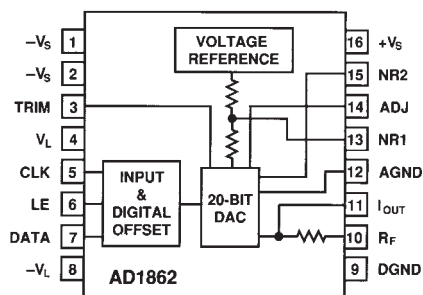 -VS 1
-VS 2
TRIM 3
VL 4
CLK 5
LE 6
DATA 7
-VL 8
VOLTAGE
REFERENCE
INPUT
&
DIGITAL
OFFSET
20-BIT
DAC
AD1862
16 +VS
15 NR2
14 ADJ
13 NR1
12 AGND
11 IOUT
10 RF
9 DGND